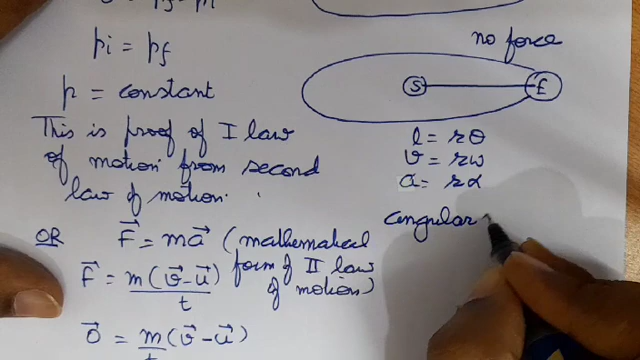 pi = pf
p = constant
This is proof of I law
of motion from second
law of motion.
OR F⃗ = ma⃗ (mathematical
form of II law
of motion)
F⃗ = m(v⃗-u⃗)/t
O⃗ = m/t (v⃗-u⃗)
no force
S E
l = rθ
v = rω
a = rα
angular